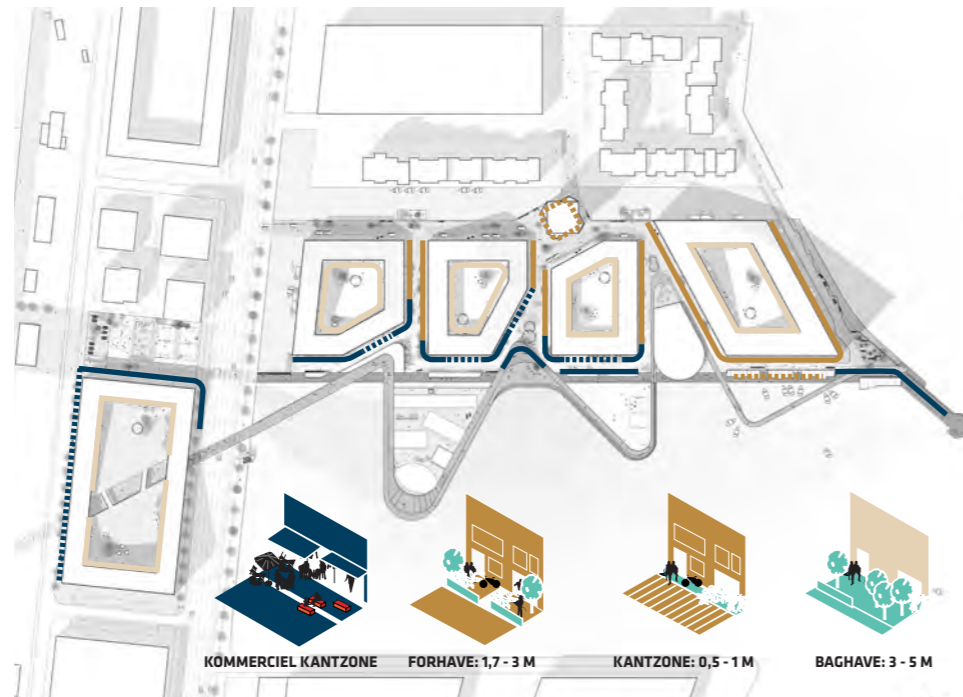 KOMMERCIEL KANTZONE
FORHAVE: 1,7 - 3 M
KANTZONE: 0,5 - 1 M
BAGHAVE: 3 - 5 M